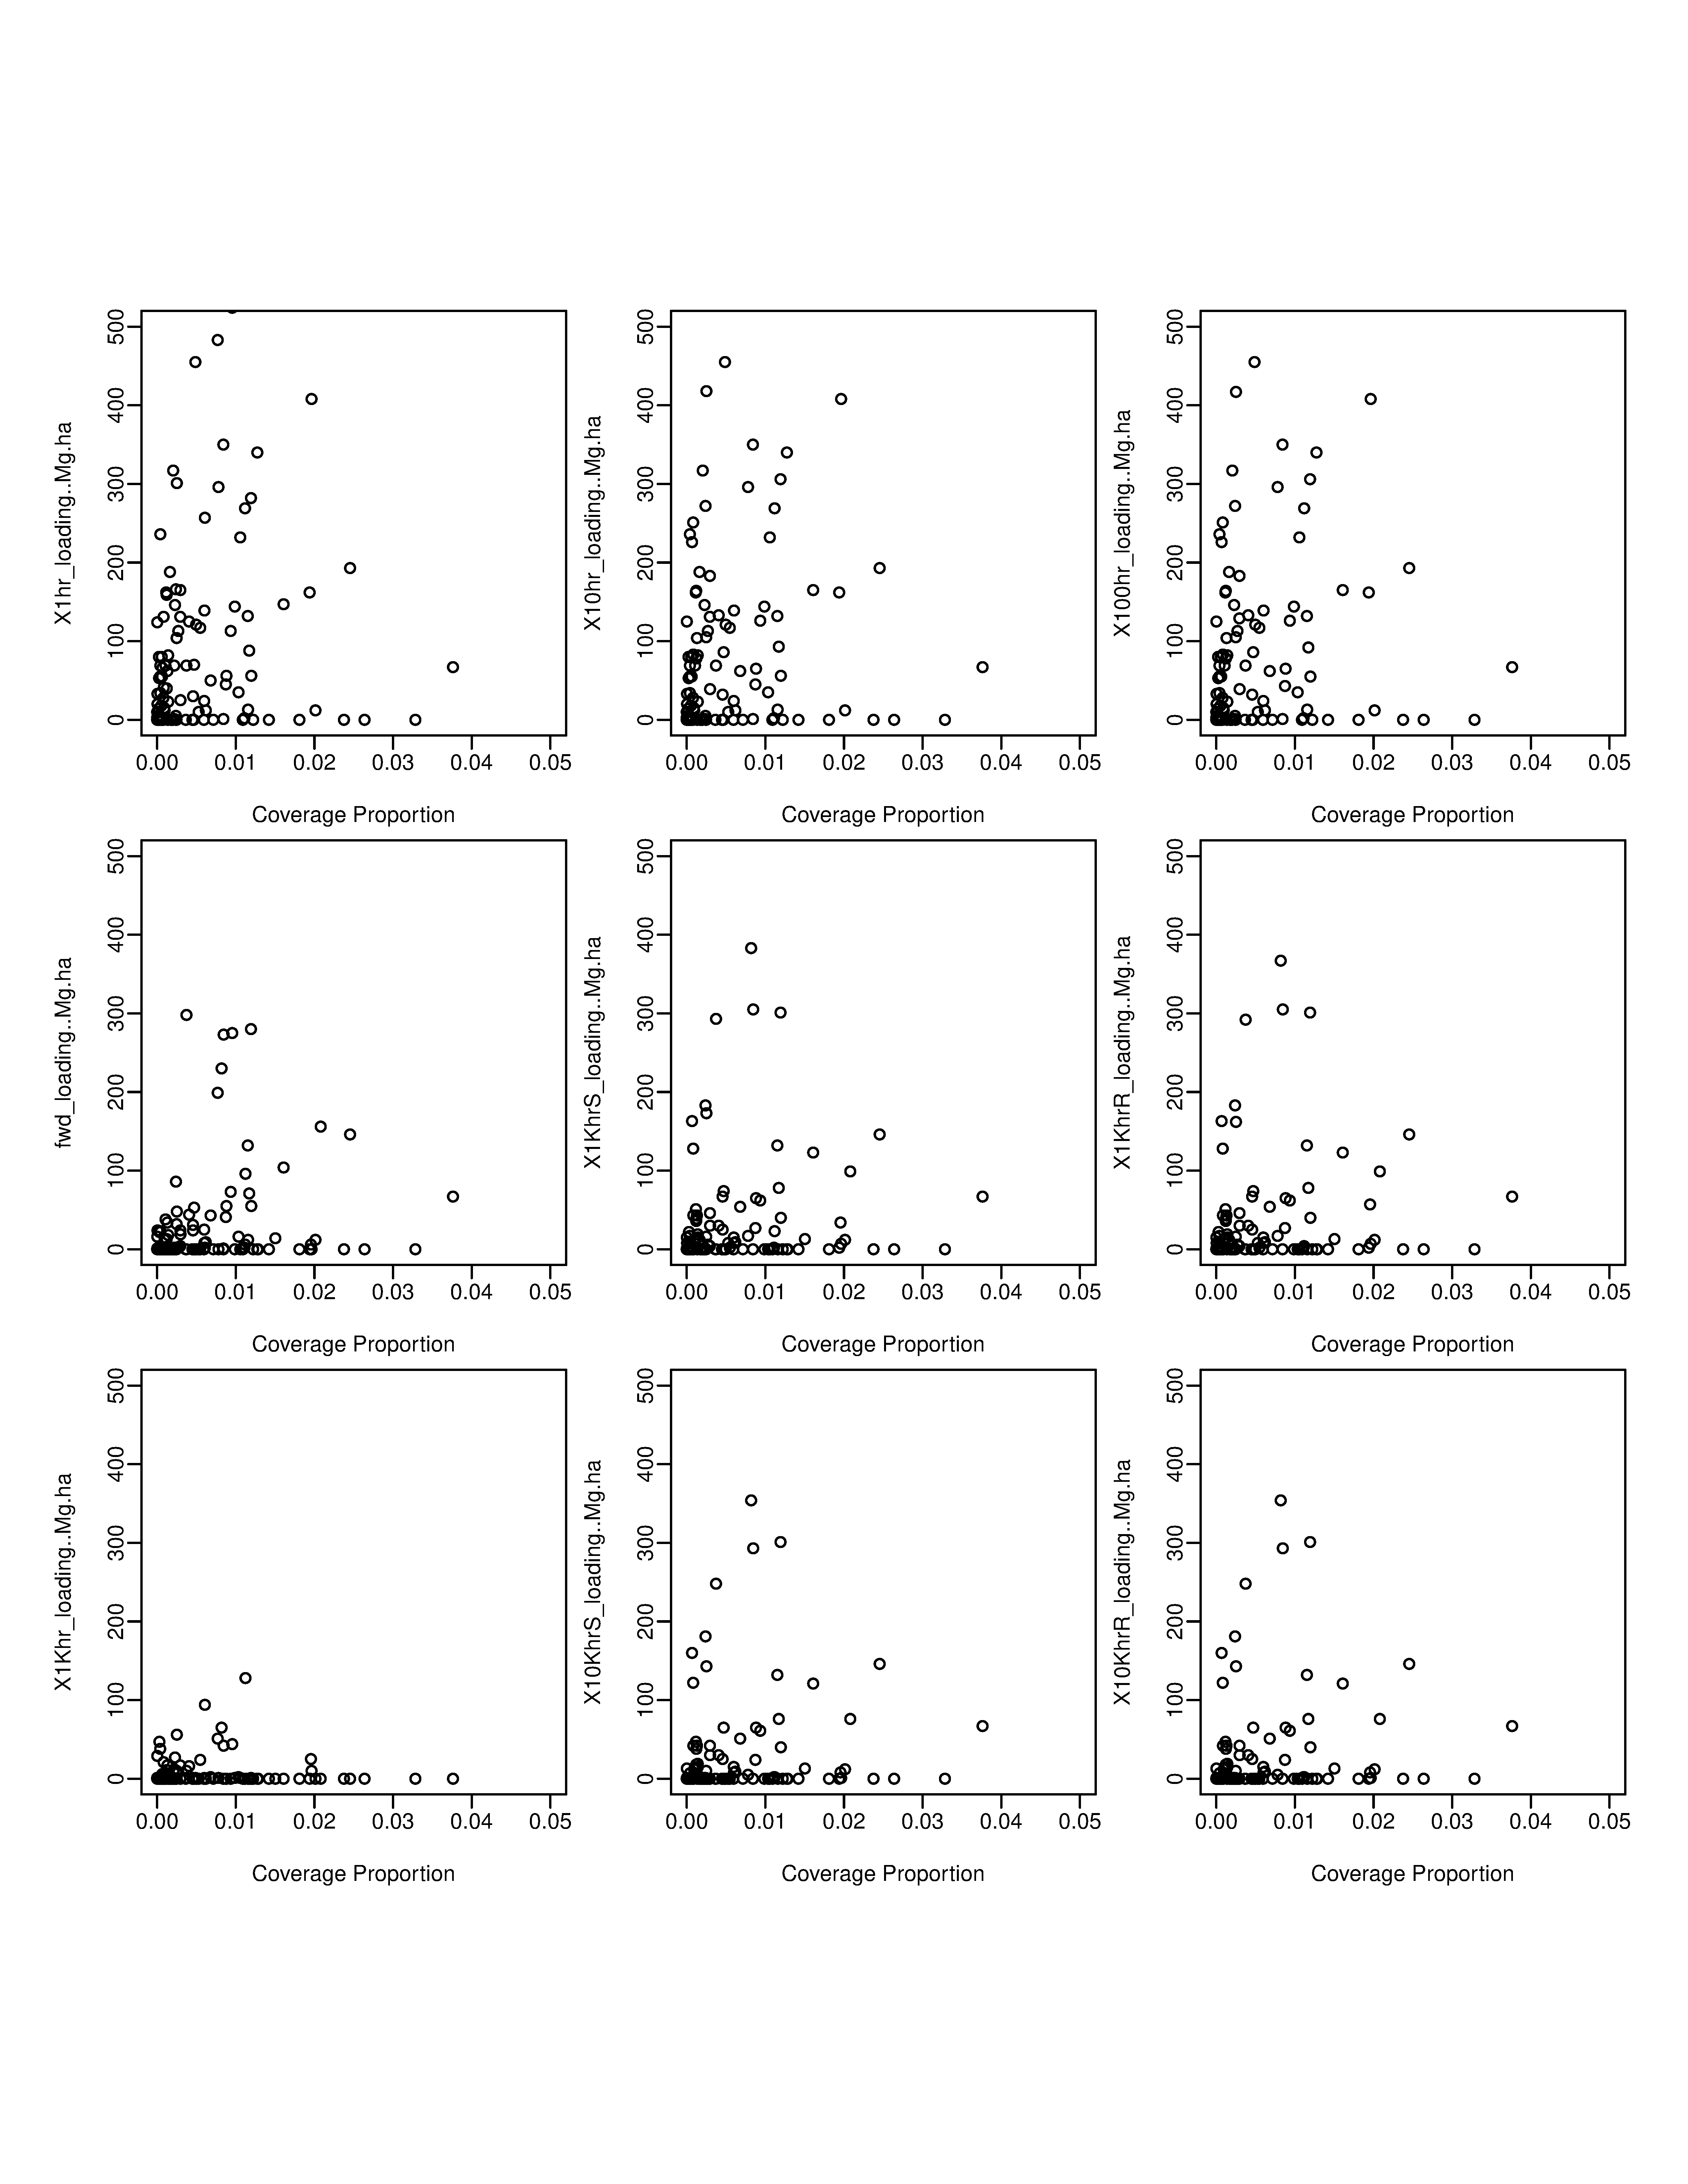 X1hr_loading..Mg.ha
0 100 200 300 400 500
0.00 0.01 0.02 0.03 0.04 0.05
Coverage Proportion
X10hr_loading..Mg.ha
0 100 200 300 400 500
0.00 0.01 0.02 0.03 0.04 0.05
Coverage Proportion
X100hr_loading..Mg.ha
0 100 200 300 400 500
0.00 0.01 0.02 0.03 0.04 0.05
Coverage Proportion
fwd_loading..Mg.ha
0 100 200 300 400 500
0.00 0.01 0.02 0.03 0.04 0.05
Coverage Proportion
X1KhrS_loading..Mg.ha
0 100 200 300 400 500
0.00 0.01 0.02 0.03 0.04 0.05
Coverage Proportion
X1KhrR_loading..Mg.ha
0 100 200 300 400 500
0.00 0.01 0.02 0.03 0.04 0.05
Coverage Proportion
X1Khr_loading..Mg.ha
0 100 200 300 400 500
0.00 0.01 0.02 0.03 0.04 0.05
Coverage Proportion
X10KhrS_loading..Mg.ha
0 100 200 300 400 500
0.00 0.01 0.02 0.03 0.04 0.05
Coverage Proportion
X10KhrR_loading..Mg.ha
0 100 200 300 400 500
0.00 0.01 0.02 0.03 0.04 0.05
Coverage Proportion